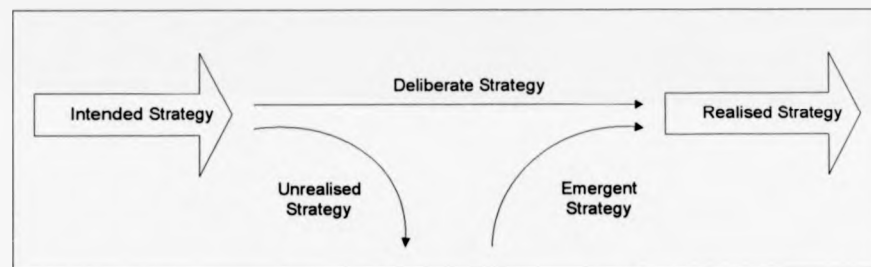 Deliberate Strategy
Intended Strategy
Realised Strategy
Unrealised
Strategy
Emergent
Strategy